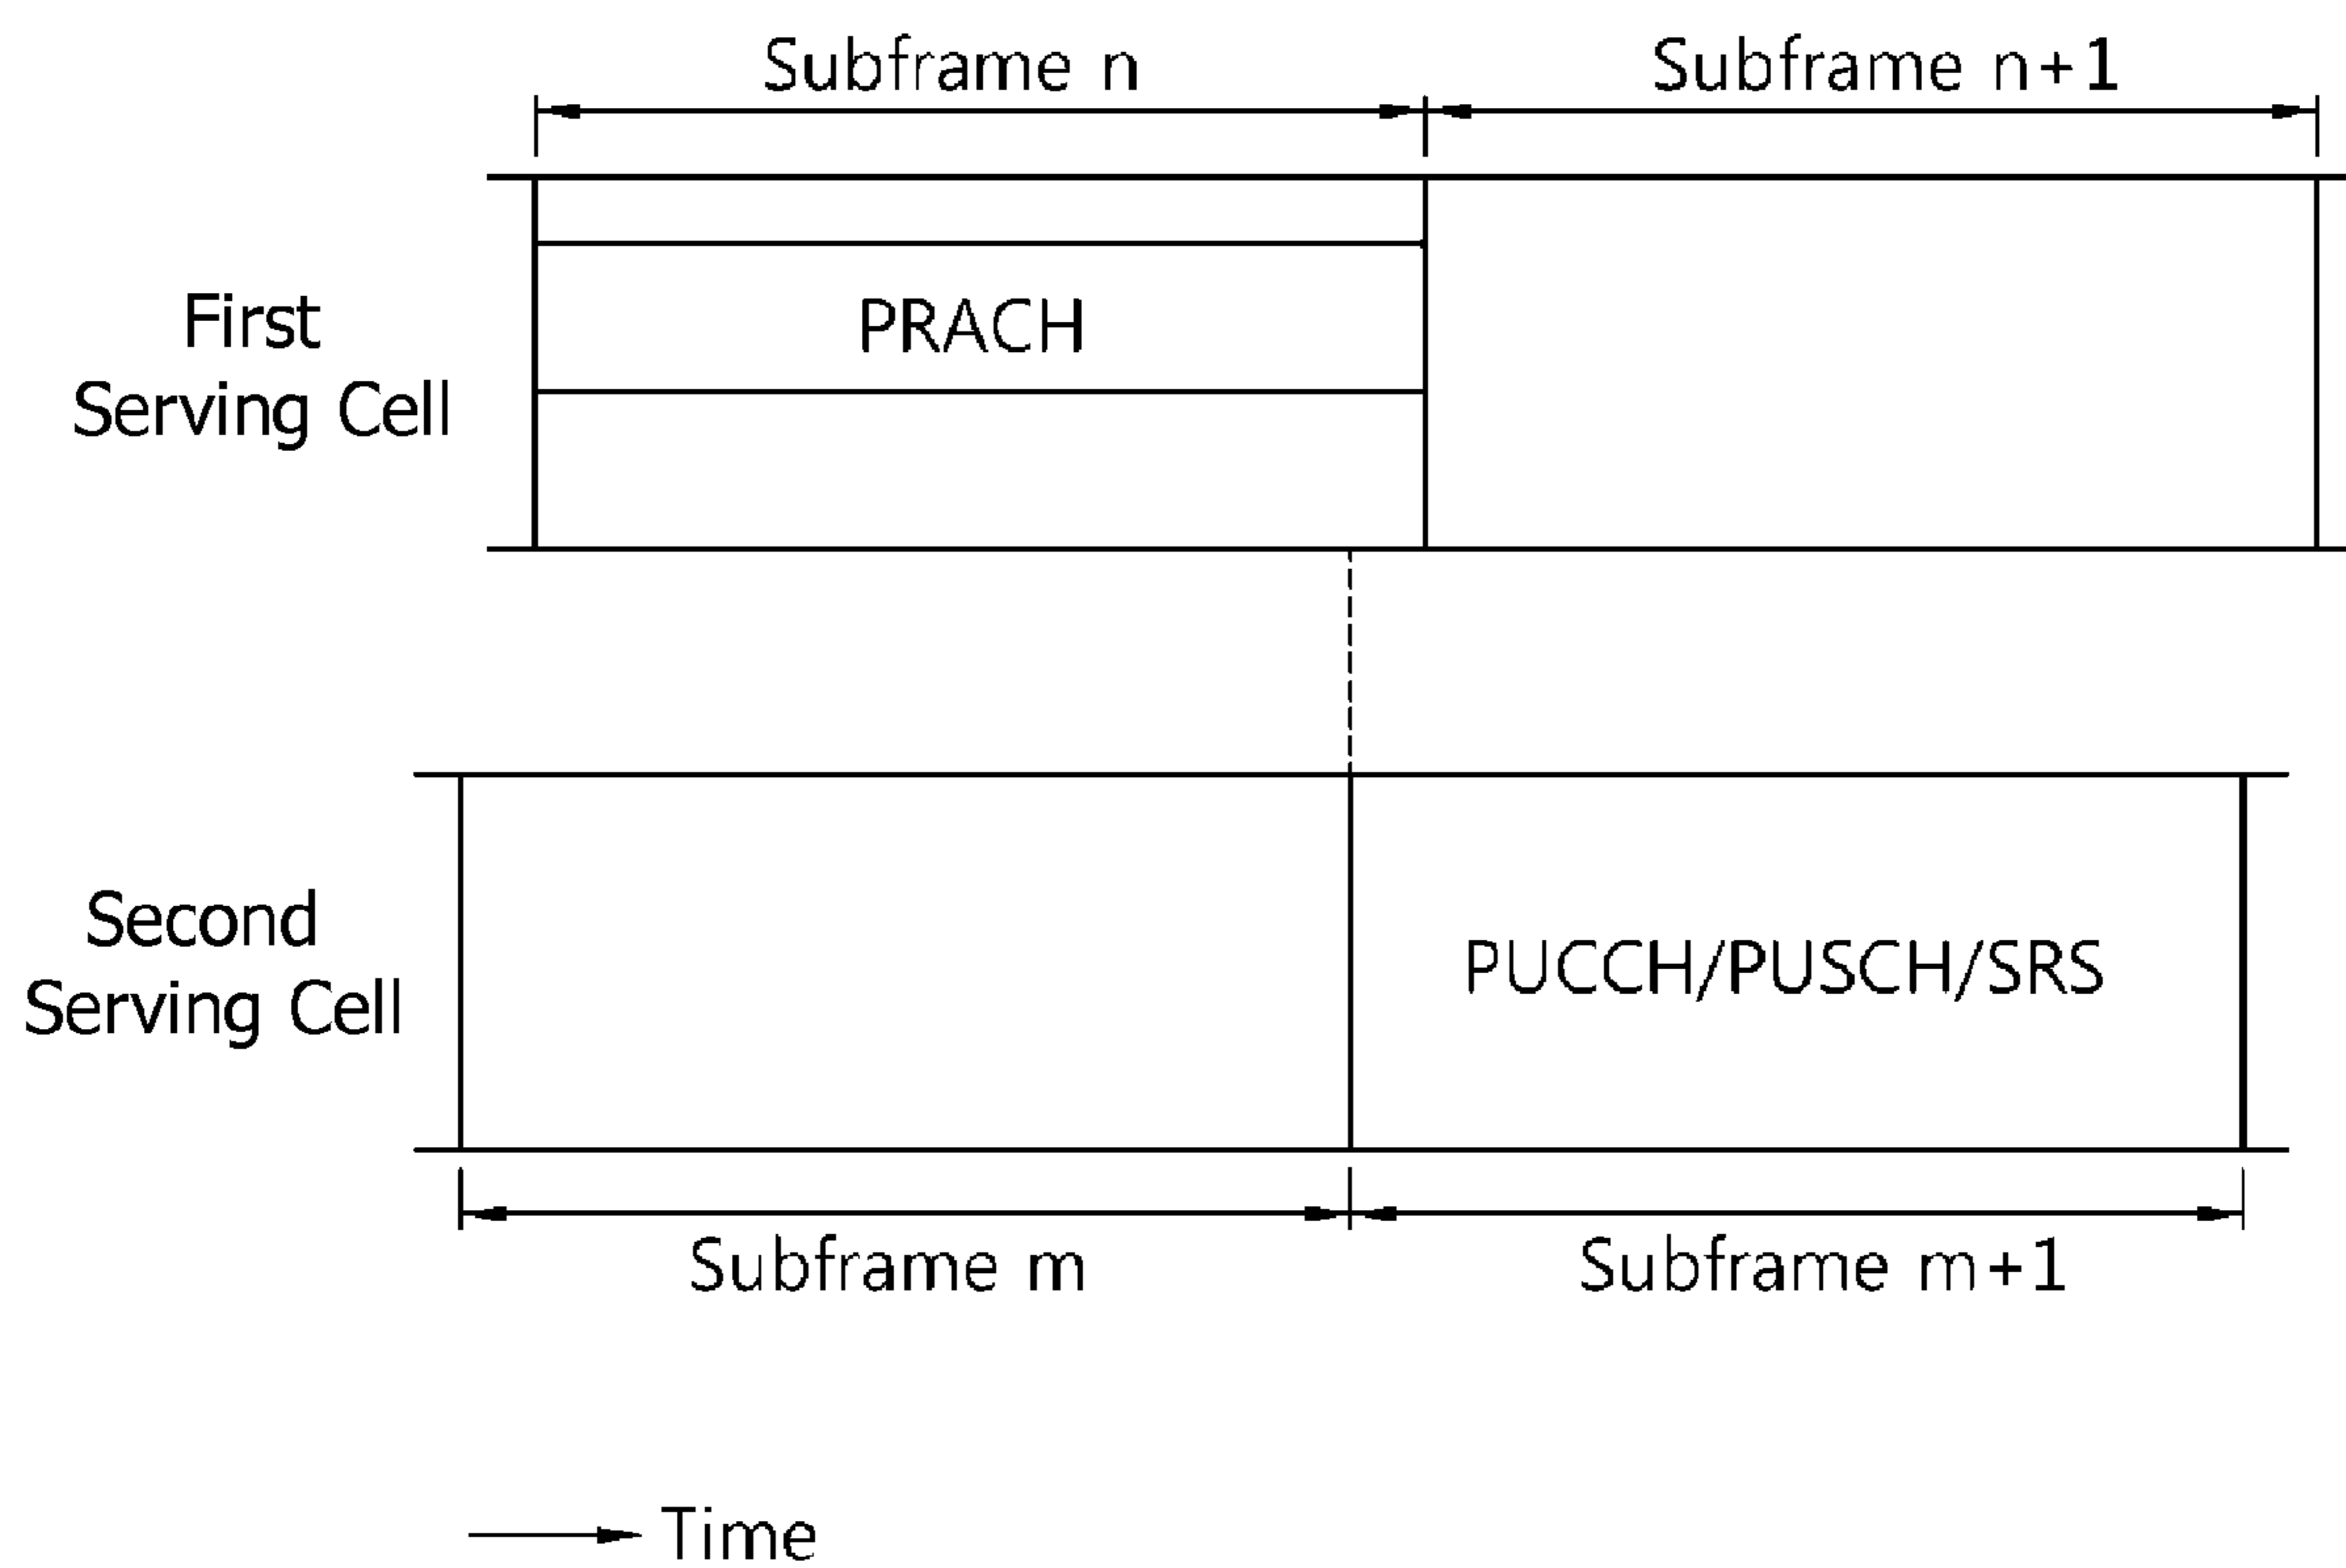 Subframe n
Subframe n+1
First
Serving Cell
PRACH
Second
Serving Cell
PUCCH/PUSCH/SRS
Subframe m
Subframe m+1
Time